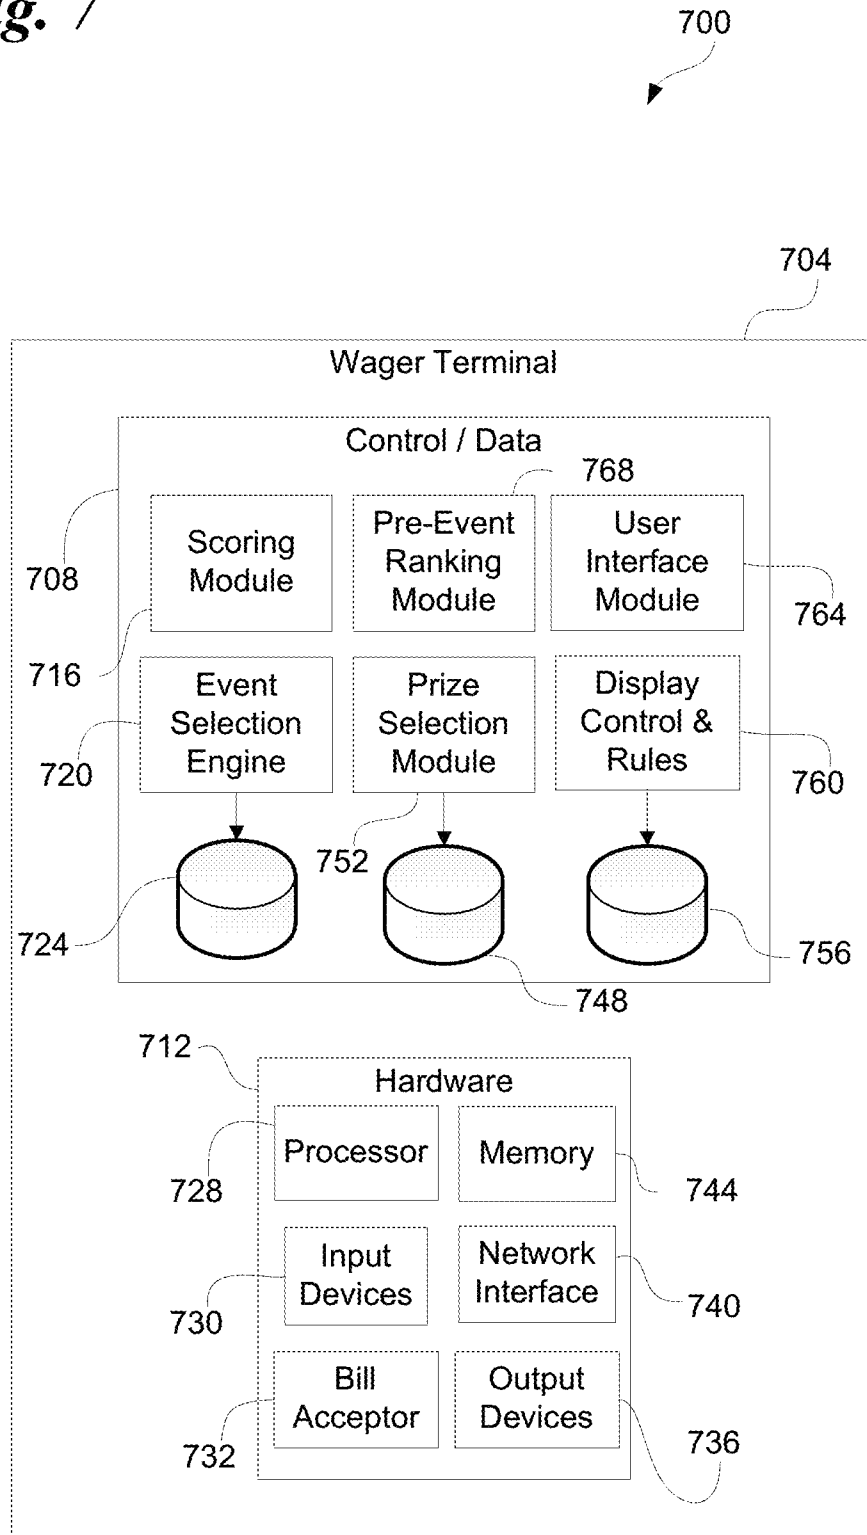 ig. 7
700
704
Wager Terminal
Control / Data
768
Scoring
Module
Pre-Event
Ranking
Module
User
Interface
Module
708
764
716
Event
Selection
Engine
Prize
Selection
Module
Display
Control &
Rules
720
760
752
724
756
748
712
Hardware
Processor
Memory
728
744
Input
Devices
Network
Interface
730
740
Bill
Acceptor
Output
Devices
732
736